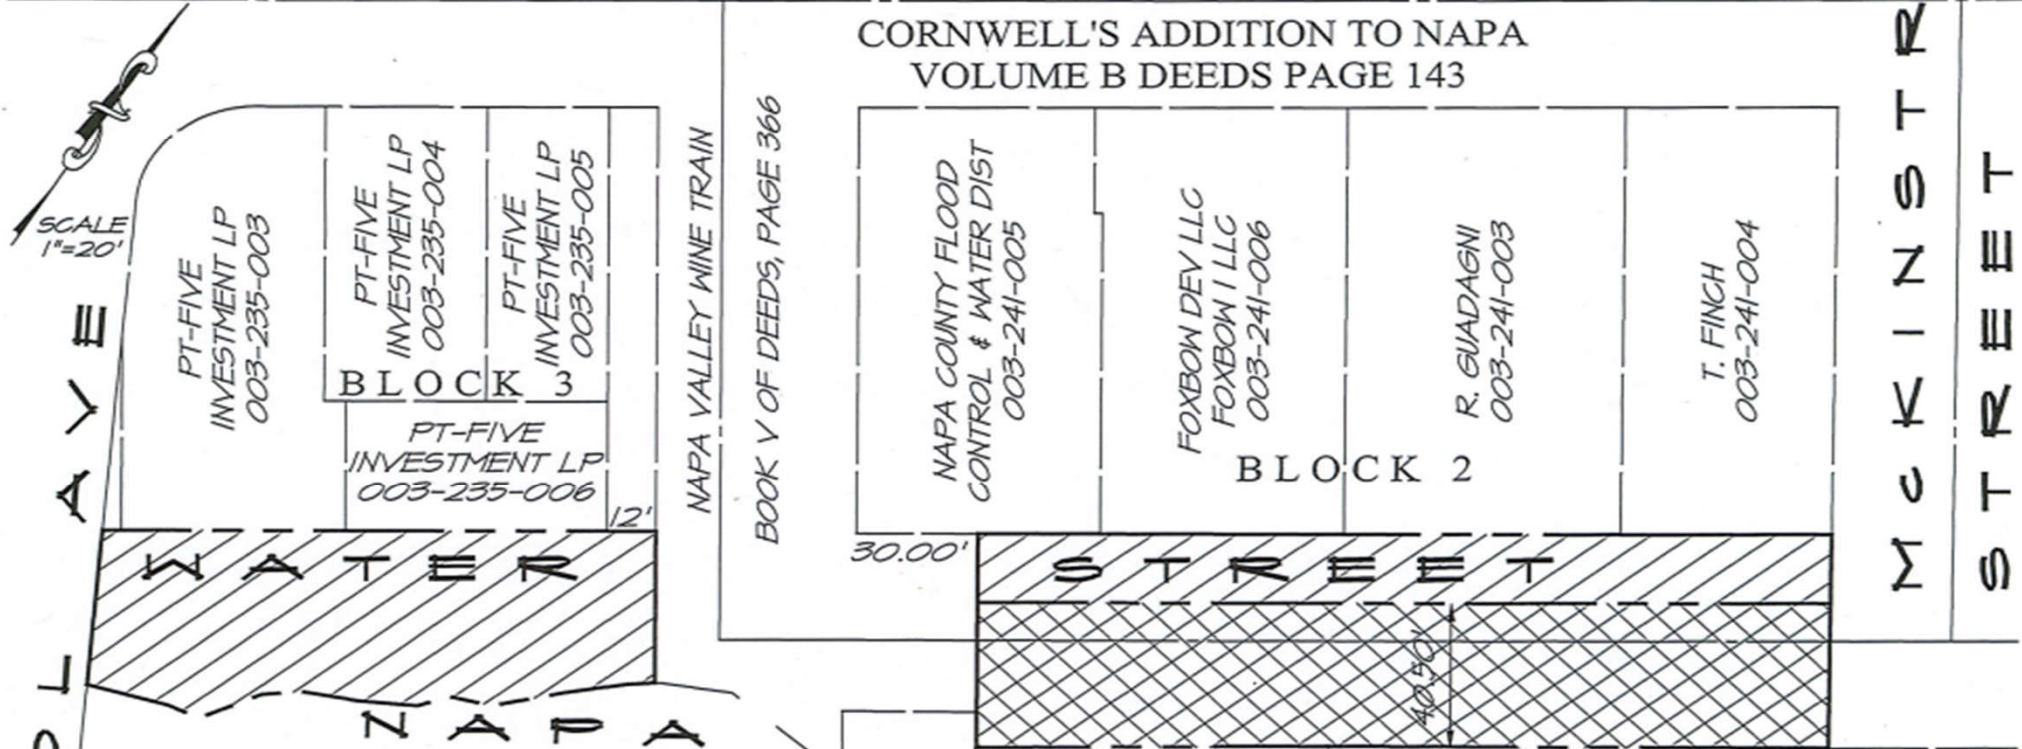 CORNWELL'S ADDITION TO NAPA
VOLUME B DEEDS PAGE 143
SCALE
1"=20'
PT-FIVE
INVESTMENT LP
003-235-003
PT-FIVE
INVESTMENT LP
003-235-004
PT-FIVE
INVESTMENT LP
003-235-005
BLOCK 3
PT-FIVE
INVESTMENT LP
003-235-006
12'
NAPA VALLEY WINE TRAIN
BOOK V OF DEEDS, PAGE 366
NAPA COUNTY FLOOD
CONTROL & WATER DIST
003-241-005
FOXBOW DEV LLC
FOXBOW I LLC
003-241-006
R. GUADAGNI
003-241-003
T. FINCH
003-241-004
BLOCK 2
30.00'
WATER STREET
40.50'
NAPA
AVE
MCKINSTR
STREET